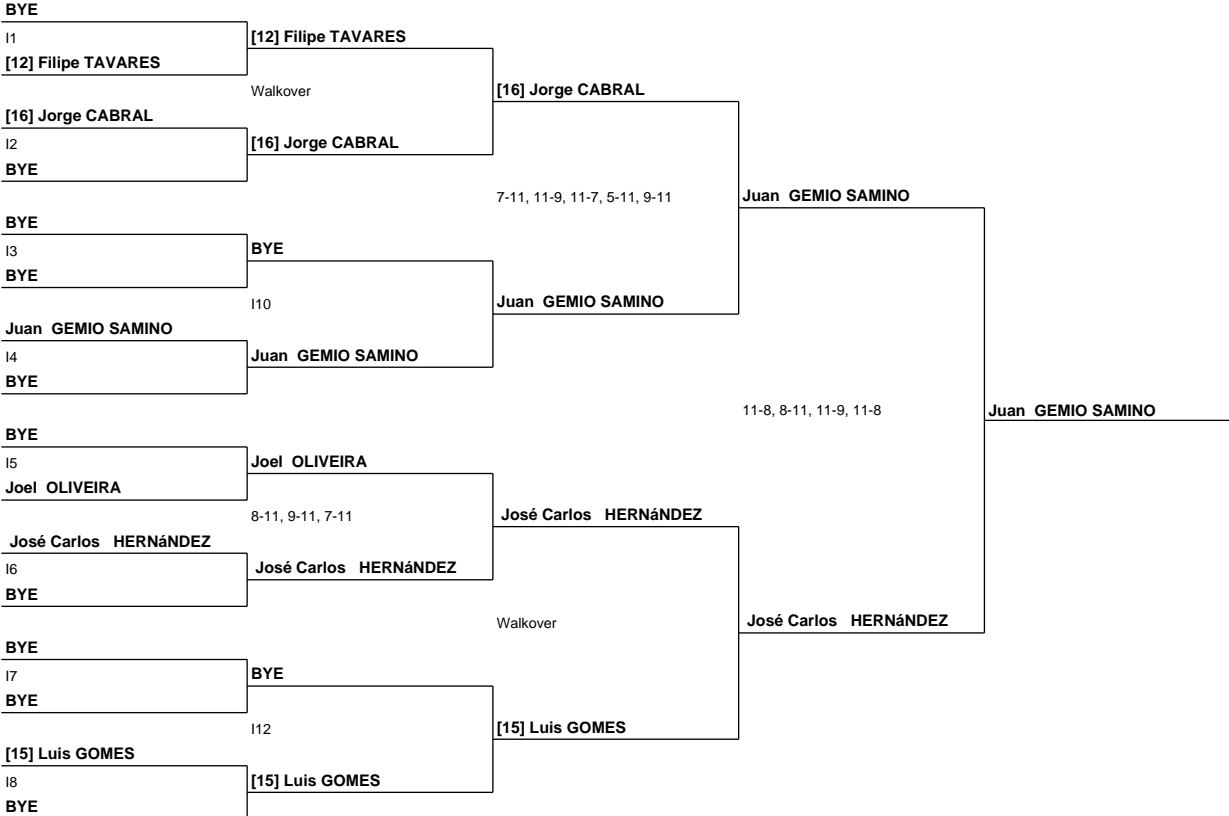 BYE
I1
[12] Filipe TAVARES
[12] Filipe TAVARES
Walkover
[16] Jorge CABRAL
[16] Jorge CABRAL
I2
[16] Jorge CABRAL
BYE
7-11, 11-9, 11-7, 5-11, 9-11
Juan GEMIO SAMINO
BYE
I3
BYE
BYE
I10
Juan GEMIO SAMINO
Juan GEMIO SAMINO
I4
Juan GEMIO SAMINO
BYE
11-8, 8-11, 11-9, 11-8
Juan GEMIO SAMINO
BYE
I5
Joel OLIVEIRA
Joel OLIVEIRA
8-11, 9-11, 7-11
José Carlos HERNáNDEZ
José Carlos HERNáNDEZ
I6
José Carlos HERNáNDEZ
BYE
Walkover
José Carlos HERNáNDEZ
BYE
I7
BYE
BYE
I12
[15] Luis GOMES
[15] Luis GOMES
I8
[15] Luis GOMES
BYE